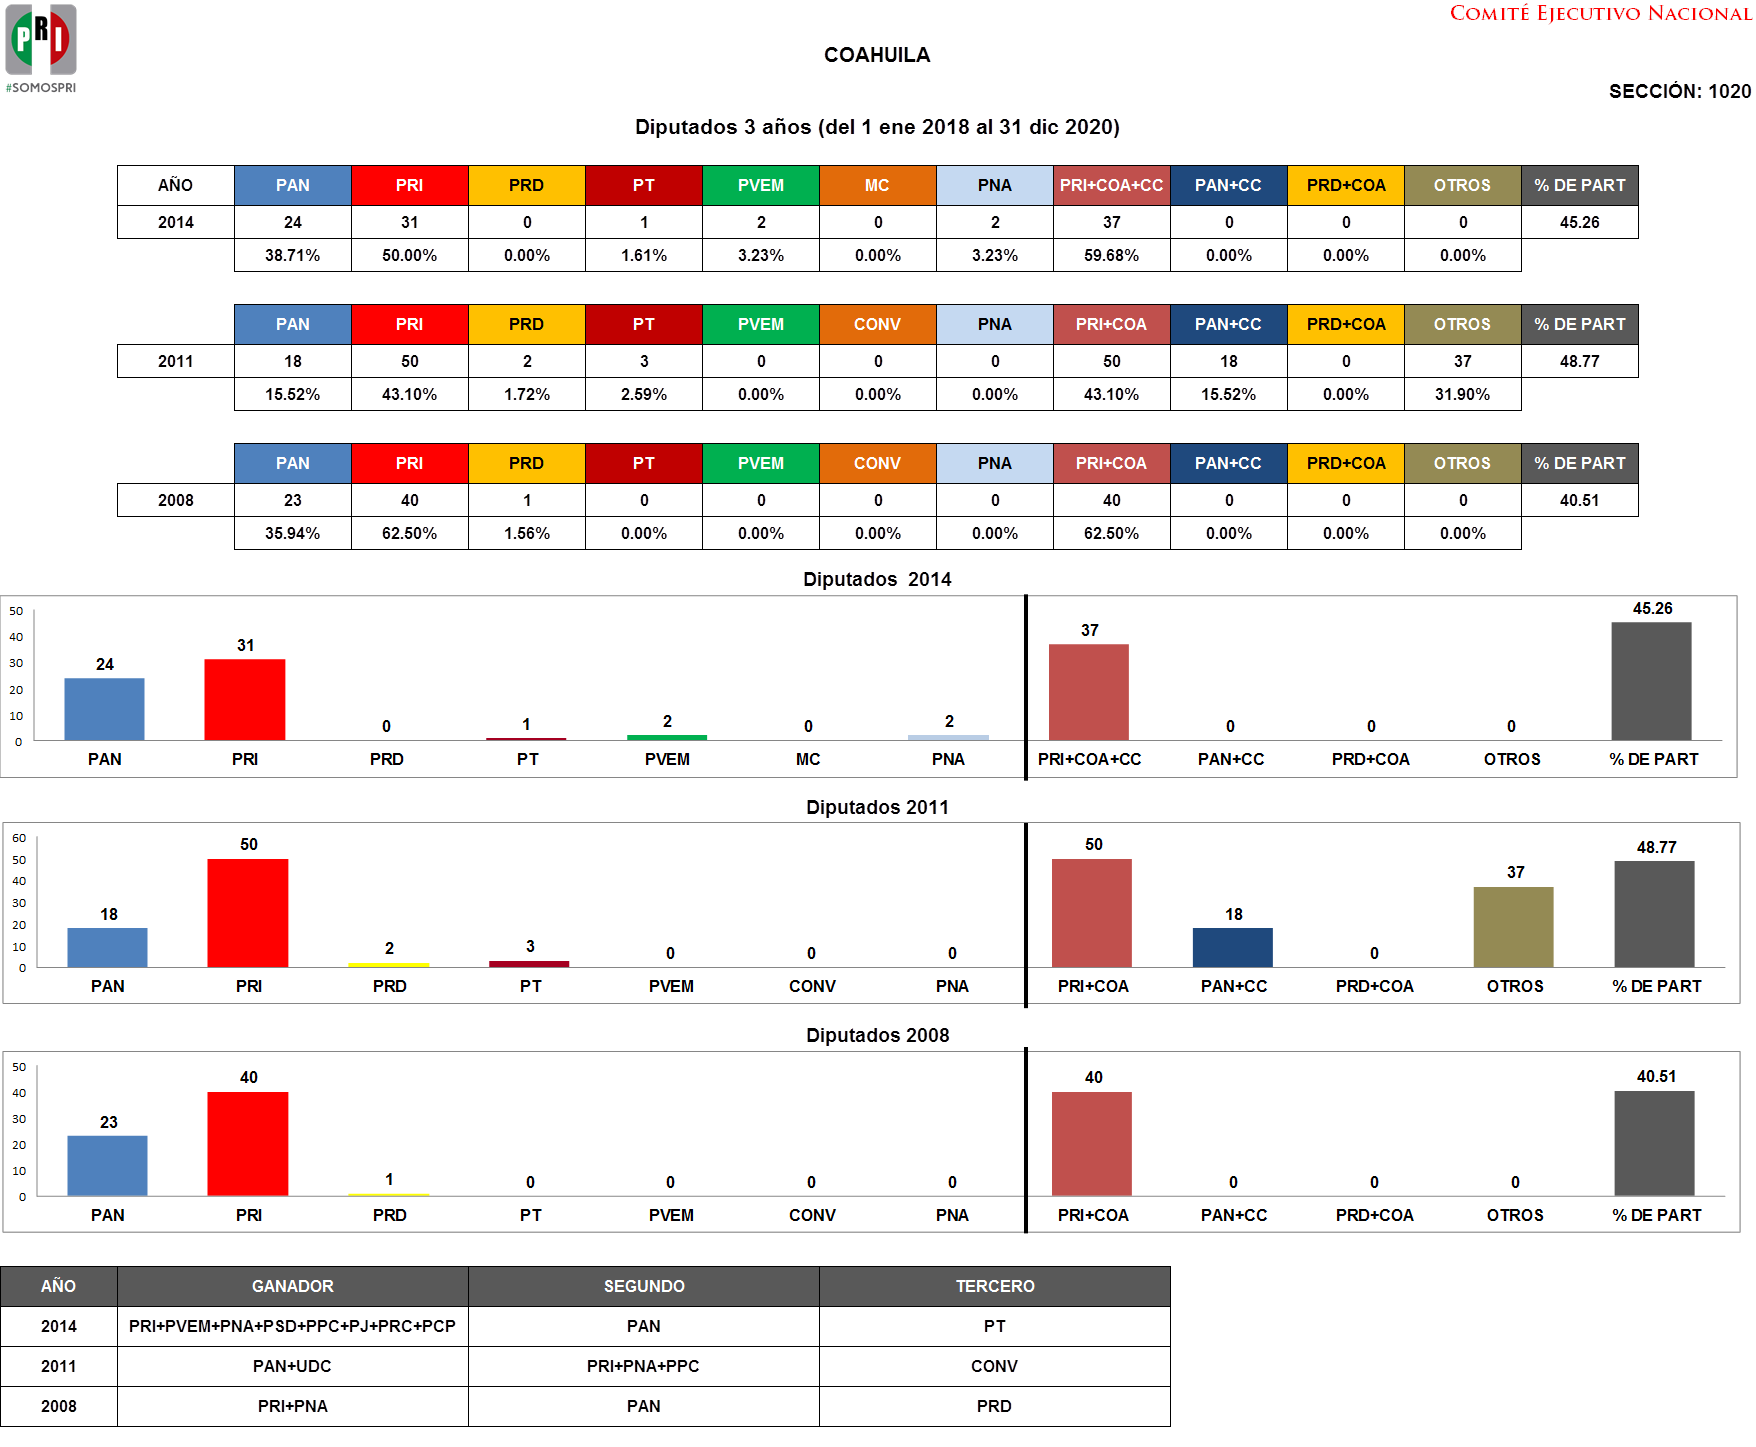 PRI
#SOMOSPRI
COMITÉ EJECUTIVO NACIONAL
COAHUILA
SECCIÓN: 1020
Diputados 3 años (del 1 ene 2018 al 31 dic 2020)
AÑO PAN PRI PRD PT PVEM MC PNA PRI+COA+CC PAN+CC PRD+COA OTROS % DE PART
2014 24 31 0 1 2 0 2 37 0 0 0 45.26
38.71% 50.00% 0.00% 1.61% 3.23% 0.00% 3.23% 59.68% 0.00% 0.00% 0.00%
PAN PRI PRD PT PVEM CONV PNA PRI+COA PAN+CC PRD+COA OTROS % DE PART
2011 18 50 2 3 0 0 0 50 18 0 37 48.77
15.52% 43.10% 1.72% 2.59% 0.00% 0.00% 0.00% 43.10% 15.52% 0.00% 31.90%
PAN PRI PRD PT PVEM CONV PNA PRI+COA PAN+CC PRD+COA OTROS % DE PART
2008 23 40 1 0 0 0 0 40 0 0 0 40.51
35.94% 62.50% 1.56% 0.00% 0.00% 0.00% 0.00% 62.50% 0.00% 0.00% 0.00%
Diputados 2014
50
40
30
20
10
0
24 31 0 1 2 0 2 37 0 0 0 45.26
PAN PRI PRD PT PVEM MC PNA PRI+COA+CC PAN+CC PRD+COA OTROS % DE PART
Diputados 2011
60
50
40
30
20
10
0
18 50 2 3 0 0 0 50 18 0 37 48.77
PAN PRI PRD PT PVEM CONV PNA PRI+COA PAN+CC PRD+COA OTROS % DE PART
Diputados 2008
50
40
30
20
10
0
23 40 1 0 0 0 0 40 0 0 0 40.51
PAN PRI PRD PT PVEM CONV PNA PRI+COA PAN+CC PRD+COA OTROS % DE PART
AÑO GANADOR SEGUNDO TERCERO
2014 PRI+PVEM+PNA+PSD+PPC+PJ+PRC+PCP PAN PT
2011 PAN+UDC PRI+PNA+PPC CONV
2008 PRI+PNA PAN PRD